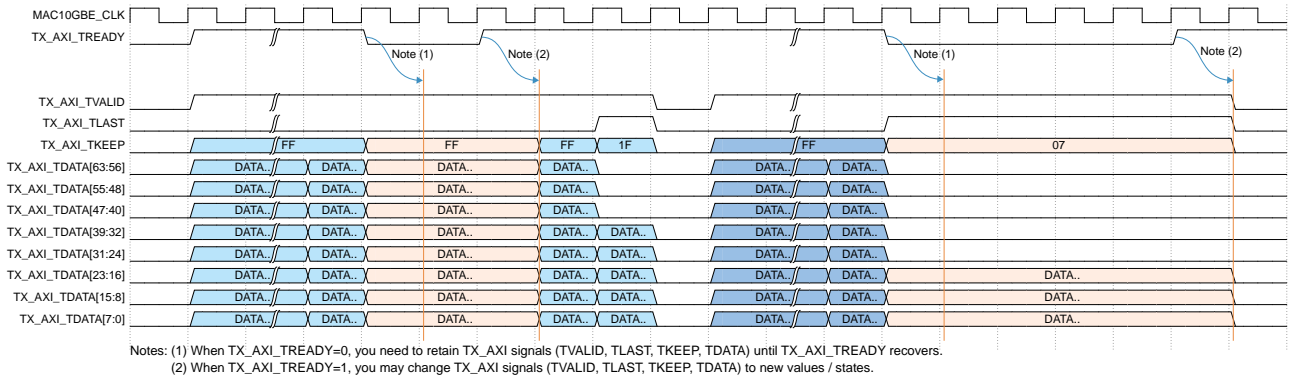 MAC10GBE_CLK
TX_AXI_TREADY
Note (1) Note (2) Note (1) Note (2)
TX_AXI_TVALID
TX_AXI_TLAST
TX_AXI_TKEEP FF FF FF 1F FF 07
TX_AXI_TDATA[63:56] DATA.. DATA.. DATA.. DATA.. DATA.. DATA..
TX_AXI_TDATA[55:48] DATA.. DATA.. DATA.. DATA.. DATA.. DATA..
TX_AXI_TDATA[47:40] DATA.. DATA.. DATA.. DATA.. DATA.. DATA..
TX_AXI_TDATA[39:32] DATA.. DATA.. DATA.. DATA.. DATA.. DATA.. DATA..
TX_AXI_TDATA[31:24] DATA.. DATA.. DATA.. DATA.. DATA.. DATA.. DATA..
TX_AXI_TDATA[23:16] DATA.. DATA.. DATA.. DATA.. DATA.. DATA.. DATA.. DATA..
TX_AXI_TDATA[15:8] DATA.. DATA.. DATA.. DATA.. DATA.. DATA.. DATA.. DATA..
TX_AXI_TDATA[7:0] DATA.. DATA.. DATA.. DATA.. DATA.. DATA.. DATA.. DATA..
Notes: (1) When TX_AXI_TREADY=0, you need to retain TX_AXI signals (TVALID, TLAST, TKEEP, TDATA) until TX_AXI_TREADY recovers.
(2) When TX_AXI_TREADY=1, you may change TX_AXI signals (TVALID, TLAST, TKEEP, TDATA) to new values / states.